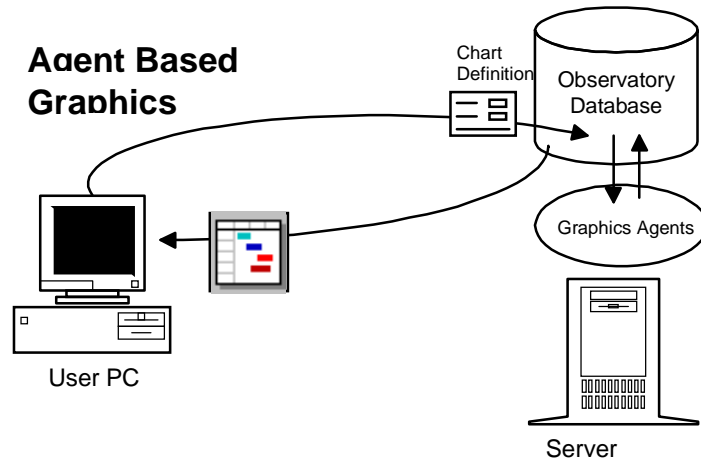 Agent Based
Graphics
Chart
Definition
Observatory
Database
Graphics Agents
User PC
Server